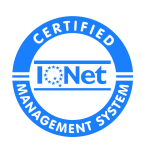 CERTIFIED
IQNet
MANAGEMENT SYSTEM